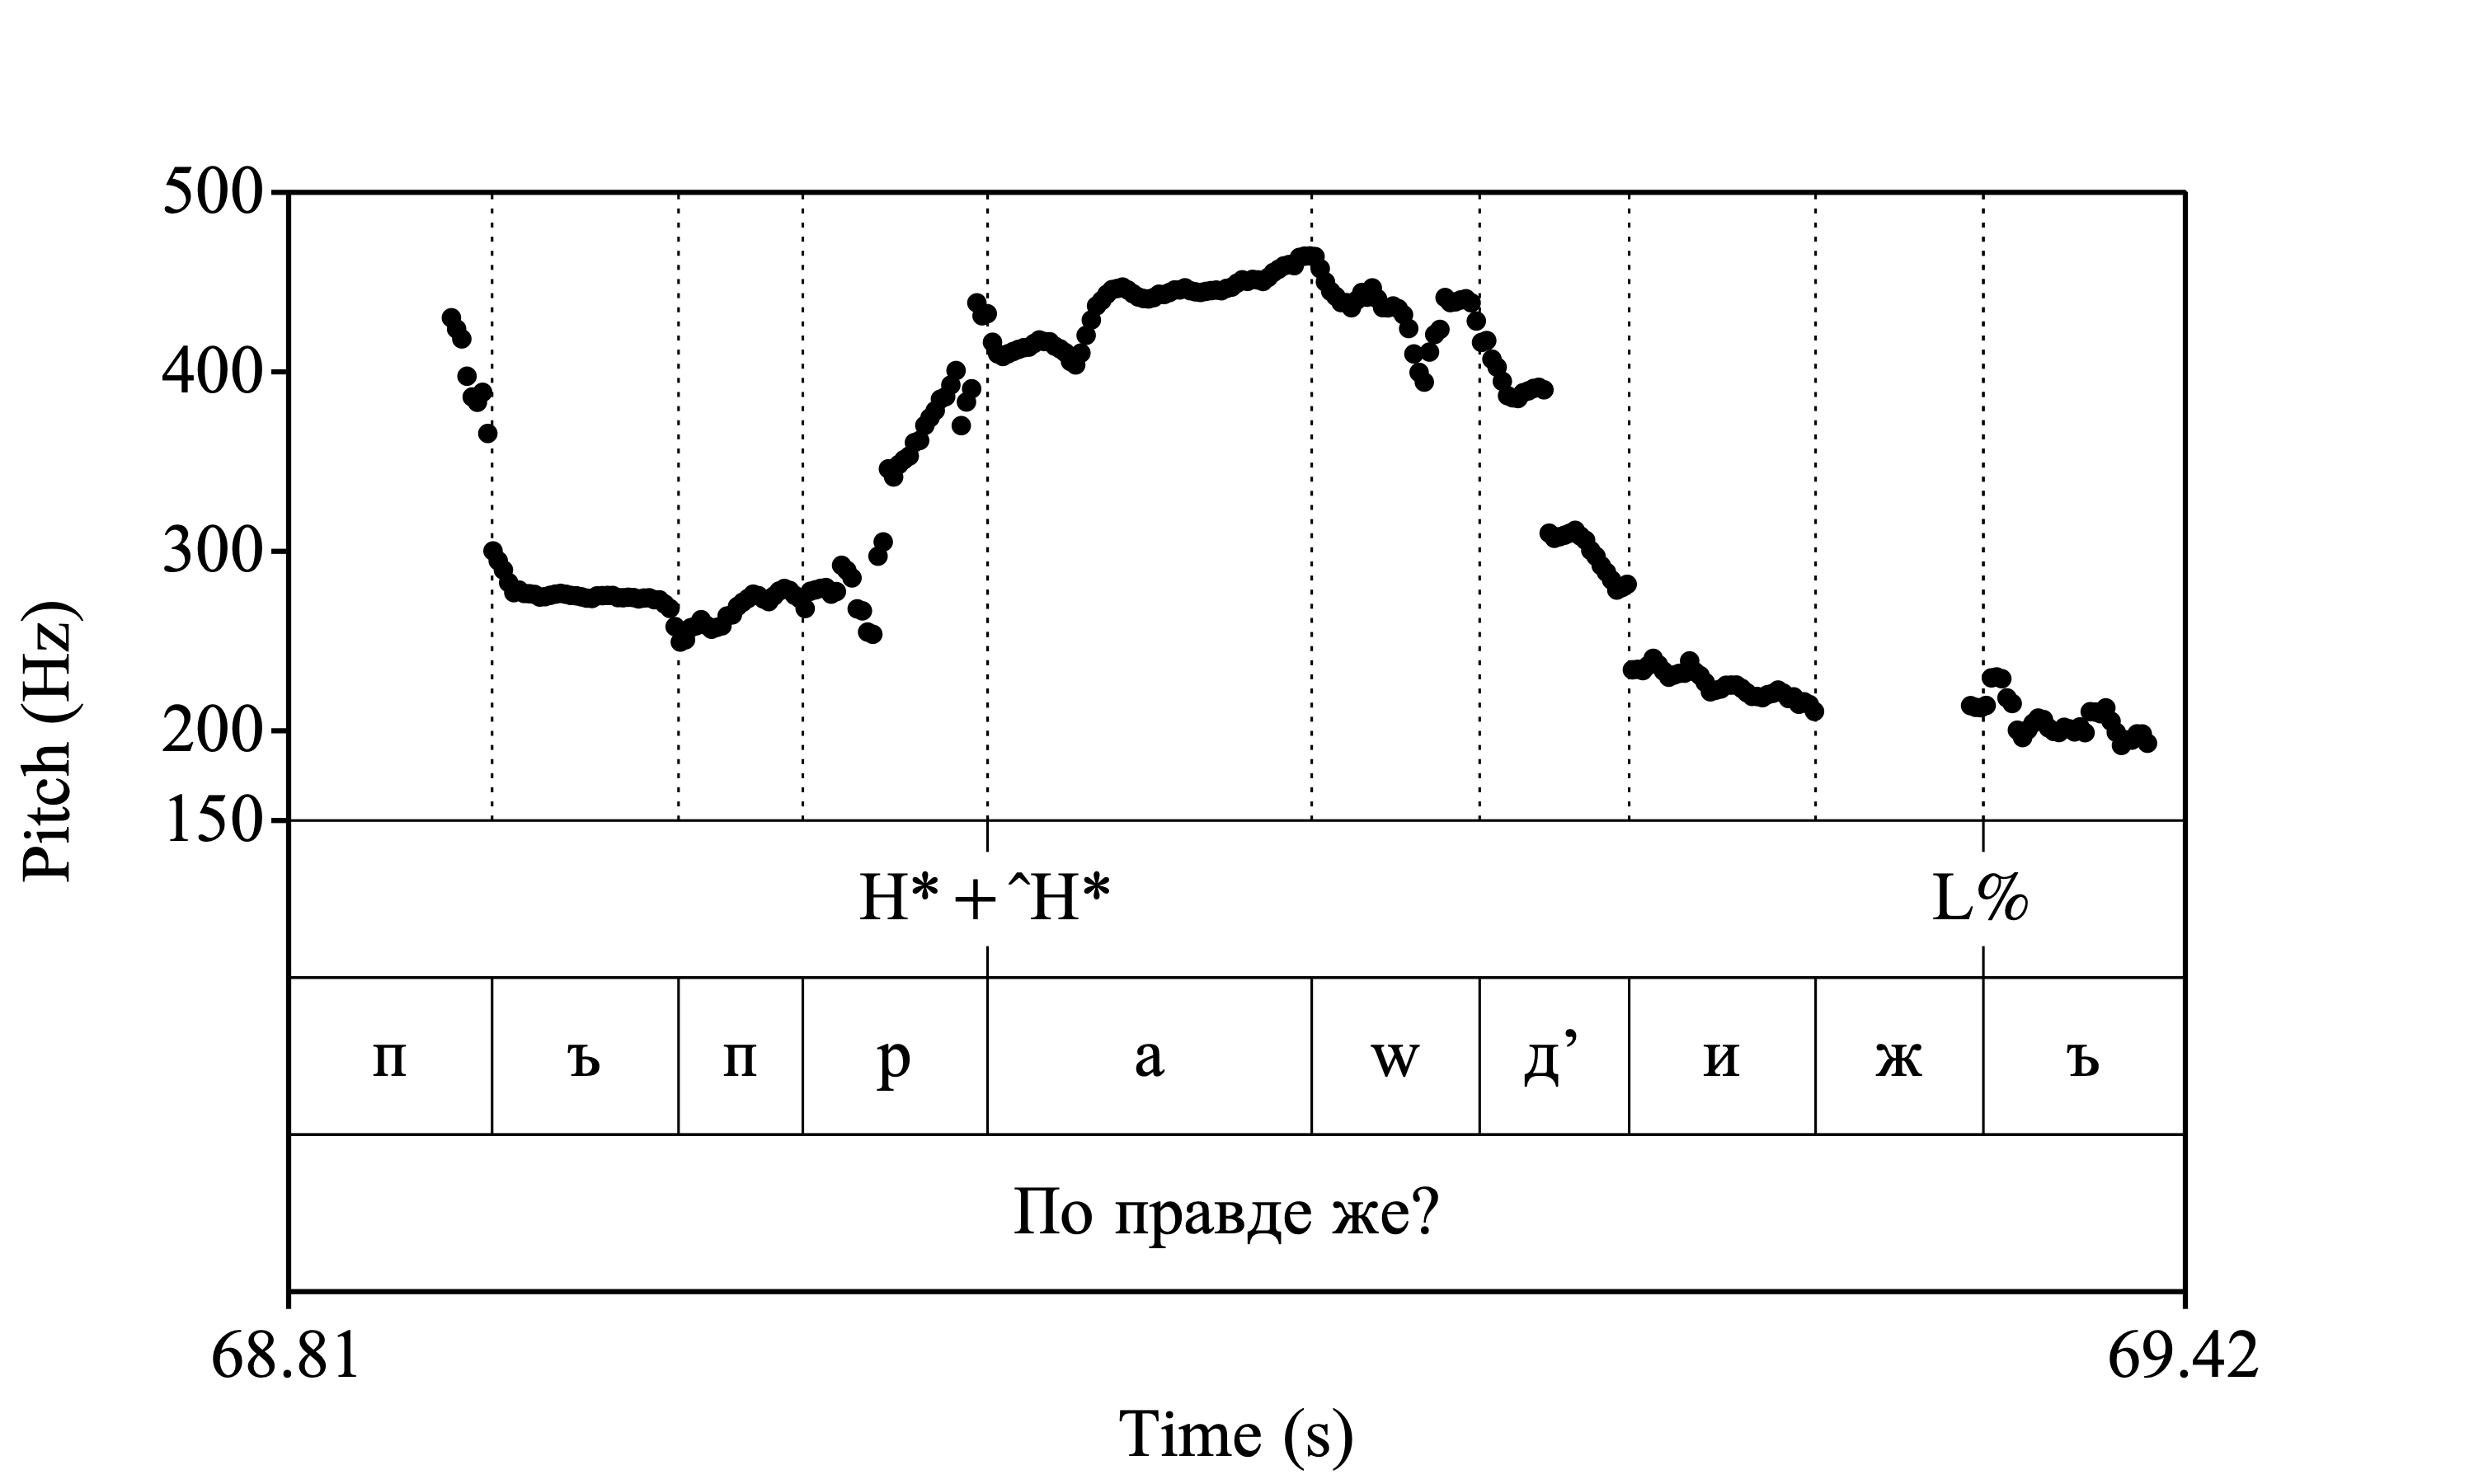 500
400
300
200
150
Pitch (Hz)
H* + ^H* L%
п ъ п р а w д’ и ж ъ
По правде же?
68.81 69.42
Time (s)